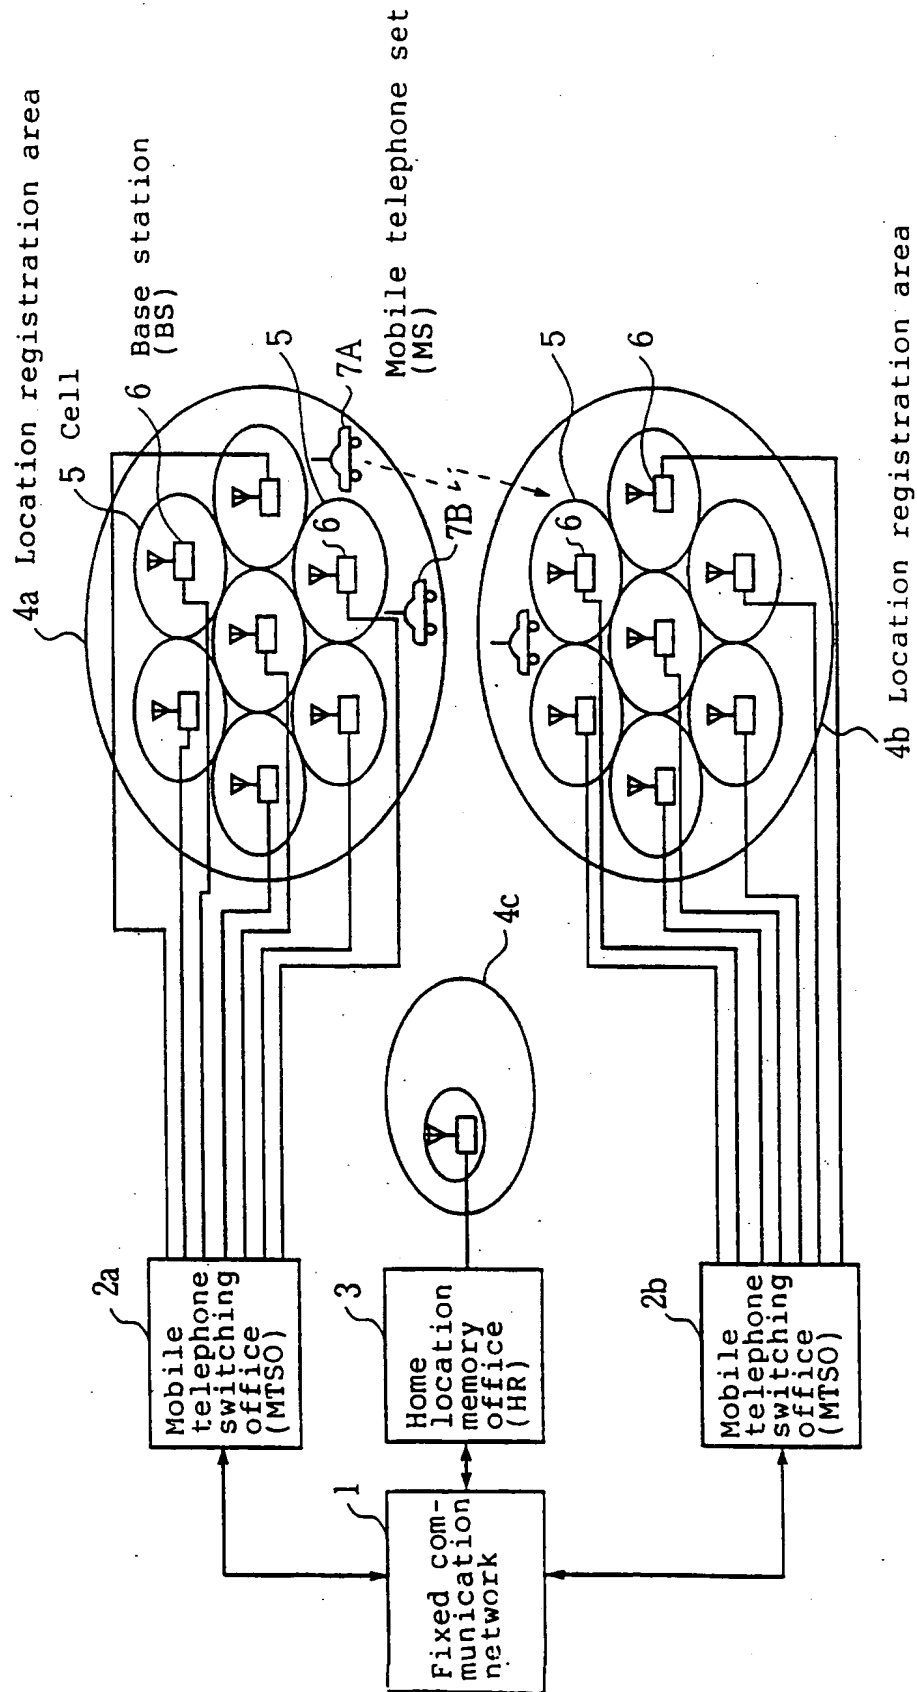 4a Location registration area
5 Cell
6 Base station
(BS)
5
6
7A
Mobile telephone set
(MS)
7B
2a
Mobile
telephone
switching
office
(MTSO)
1
Fixed com-
munication
network
3
Home
location
memory
office
(HR)
4c
5
6
6
2b
Mobile
telephone
switching
office
(MTSO)
4b Location registration area